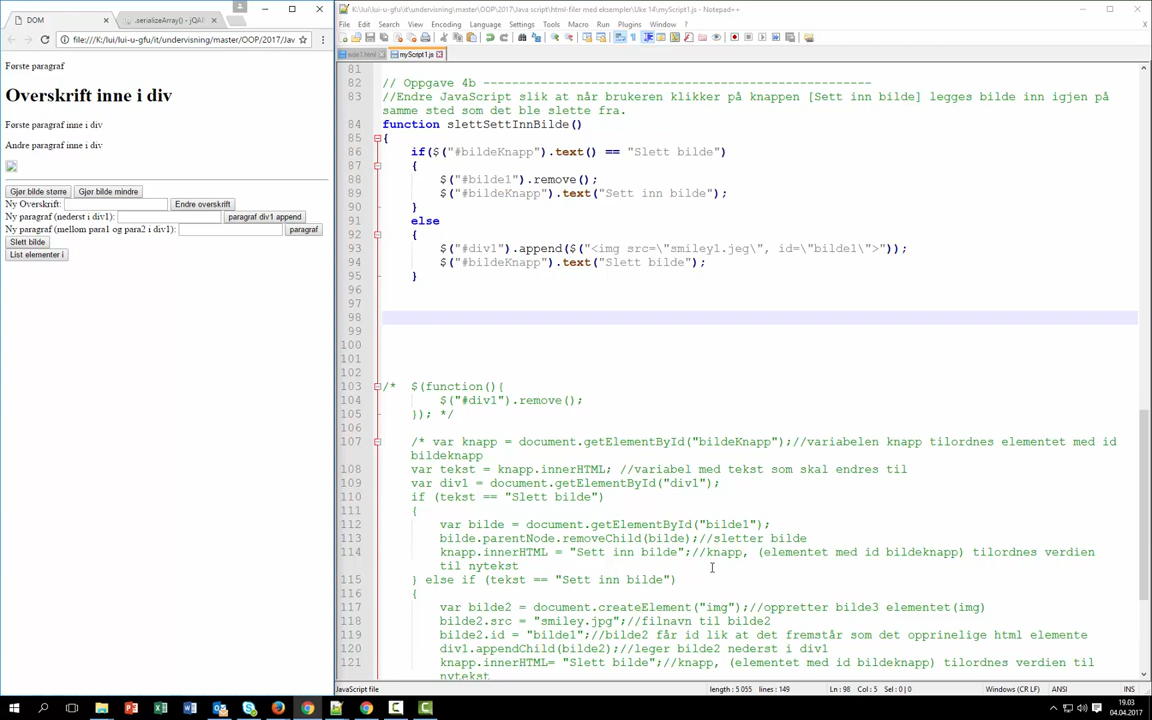 DOM
.serializeArray() - jQAF
file:///K:/lui/lui-u-gfu/it/undervisning/master/OOP/2017/Jav
Første paragraf
Overskrift inne i div
Første paragraf inne i div
Andre paragraf inne i div
Gjør bilde større
Gjør bilde mindre
Ny Overskrift:
Endre overskrift
Ny paragraf (nederst i div1):
paragraf div1 append
Ny paragraf (mellom para1 og para2 i div1):
paragraf
Slett bilde
List elementer i
K:\lui\lui-u-gfu\it\undervisning\master\OOP\2017\Java script\html-filer med eksempler\Uke 14\myScript1.js - Notepad++
File Edit Search View Encoding Language Settings Tools Macro Run Plugins Window ?
X
myScript1.js
81
82 // Oppgave 4b ------------------------------------------------------
83 //Endre JavaScript slik at når brukeren klikker på knappen [Sett inn bilde] legges bilde inn igjen på
samme sted som det ble slette fra.
84 function slettSettInnBilde()
85 {
86 if($("#bildeKnapp").text() == "Slett bilde")
87 {
88 $("#bilde1").remove();
89 $("#bildeKnapp").text("Sett inn bilde");
90 }
91 else
92 {
93 $("#div1").append($("<img src=\"smiley1.jeg\", id=\"bilde1\">"));
94 $("#bildeKnapp").text("Slett bilde");
95 }
96
97
98
99
100
101
102
103 /* $(function(){
104 $("#div1").remove();
105 }); */
106
107 /* var knapp = document.getElementById("bildeKnapp");//variabelen knapp tilordnes elementet med id
bildeknapp
108 var tekst = knapp.innerHTML; //variabel med tekst som skal endres til
109 var div1 = document.getElementById("div1");
110 if (tekst == "Slett bilde")
111 {
112 var bilde = document.getElementById("bilde1");
113 bilde.parentNode.removeChild(bilde);//sletter bilde
114 knapp.innerHTML = "Sett inn bilde";//knapp, (elementet med id bildeknapp) tilordnes verdien
til nytekst
115 } else if (tekst == "Sett inn bilde")
116 {
117 var bilde2 = document.createElement("img");//oppretter bilde3 elementet(img)
118 bilde2.src = "smiley.jpg";//filnavn til bilde2
119 bilde2.id = "bilde1";//bilde2 får id lik at det fremstår som det opprinelige html elemente
120 div1.appendChild(bilde2);//leger bilde2 nederst i div1
121 knapp.innerHTML= "Slett bilde";//knapp, (elementet med id bildeknapp) tilordnes verdien til
nytekst
JavaScript file
length : 5 055 lines : 149
Ln : 98 Col : 5 Sel : 0 | 0
Windows (CR LF)
ANSI
INS
19.03
04.04.2017